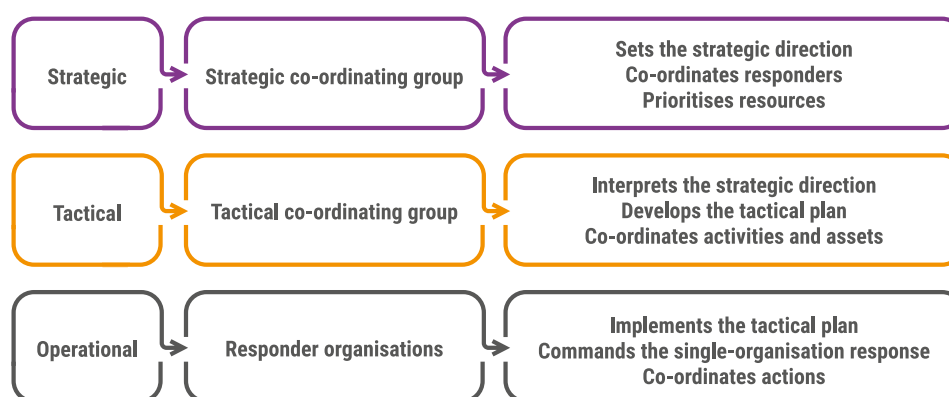 Strategic
Strategic co-ordinating group
Sets the strategic direction
Co-ordinates responders
Prioritises resources
Tactical
Tactical co-ordinating group
Interprets the strategic direction
Develops the tactical plan
Co-ordinates activities and assets
Operational
Responder organisations
Implements the tactical plan
Commands the single-organisation response
Co-ordinates actions